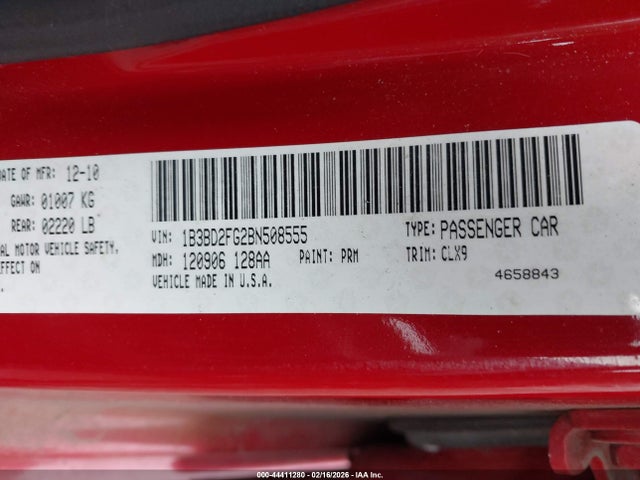 DATE OF MFR: 12-10
GAWR: 01007 KG
REAR: 02220 LB
AL MOTOR VEHICLE SAFETY,
EFFECT ON
VIN: 1B3BD2FG2BN508555
TYPE: PASSENGER CAR
MDH: 120906 128AA PAINT: PRM
TRIM: CLX9
VEHICLE MADE IN U.S.A.
4658843
000-44411280 - 02/16/2026 - IAA Inc.